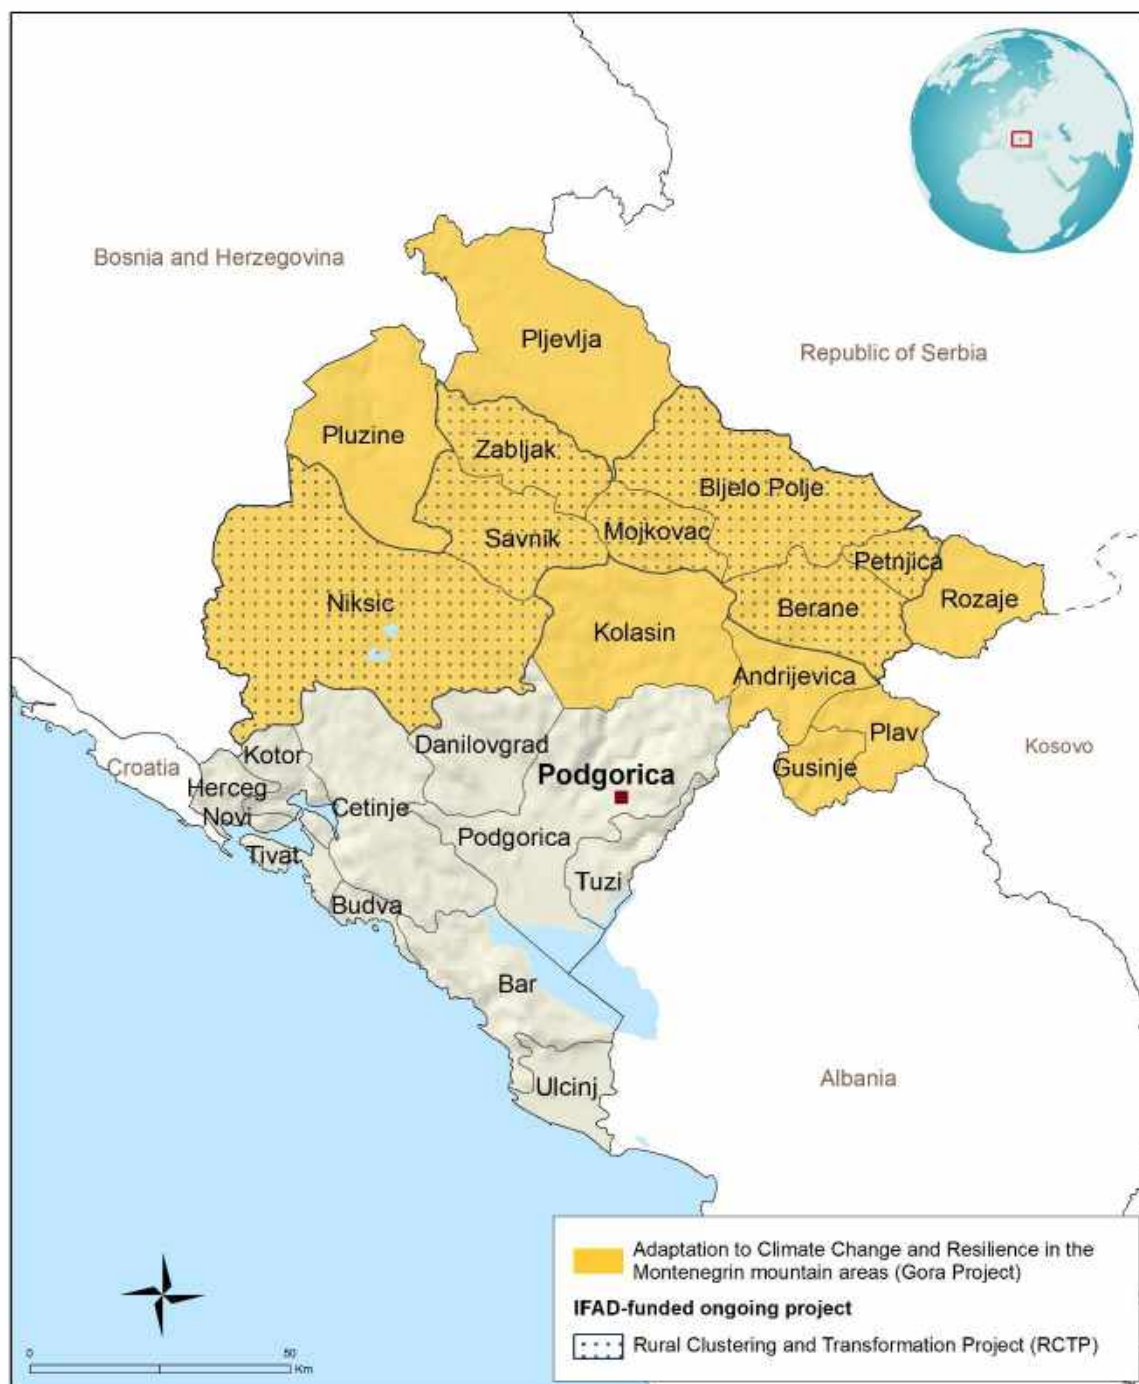 Bosnia and Herzegovina
Pljevlja
Republic of Serbia
Pluzine
Zabljak
Bljelo Polje
Savnik
Mojkovac
Petnjica
Niksic
Berane
Rozaje
Kolasin
Andrijevica
Plav
Kotor
Danilovgrad
Kosovo
Croatia
Gusinje
Herceg
Novi
Podgorica
Cetinje
Podgorica
Tivat
Tuzi
Budva
Bar
Ulcinj
Albania
Adaptation to Climate Change and Resilience in the
Montenegrin mountain areas (Gora Project)
IFAD-funded ongoing project
Rural Clustering and Transformation Project (RCTP)
0 50
Km